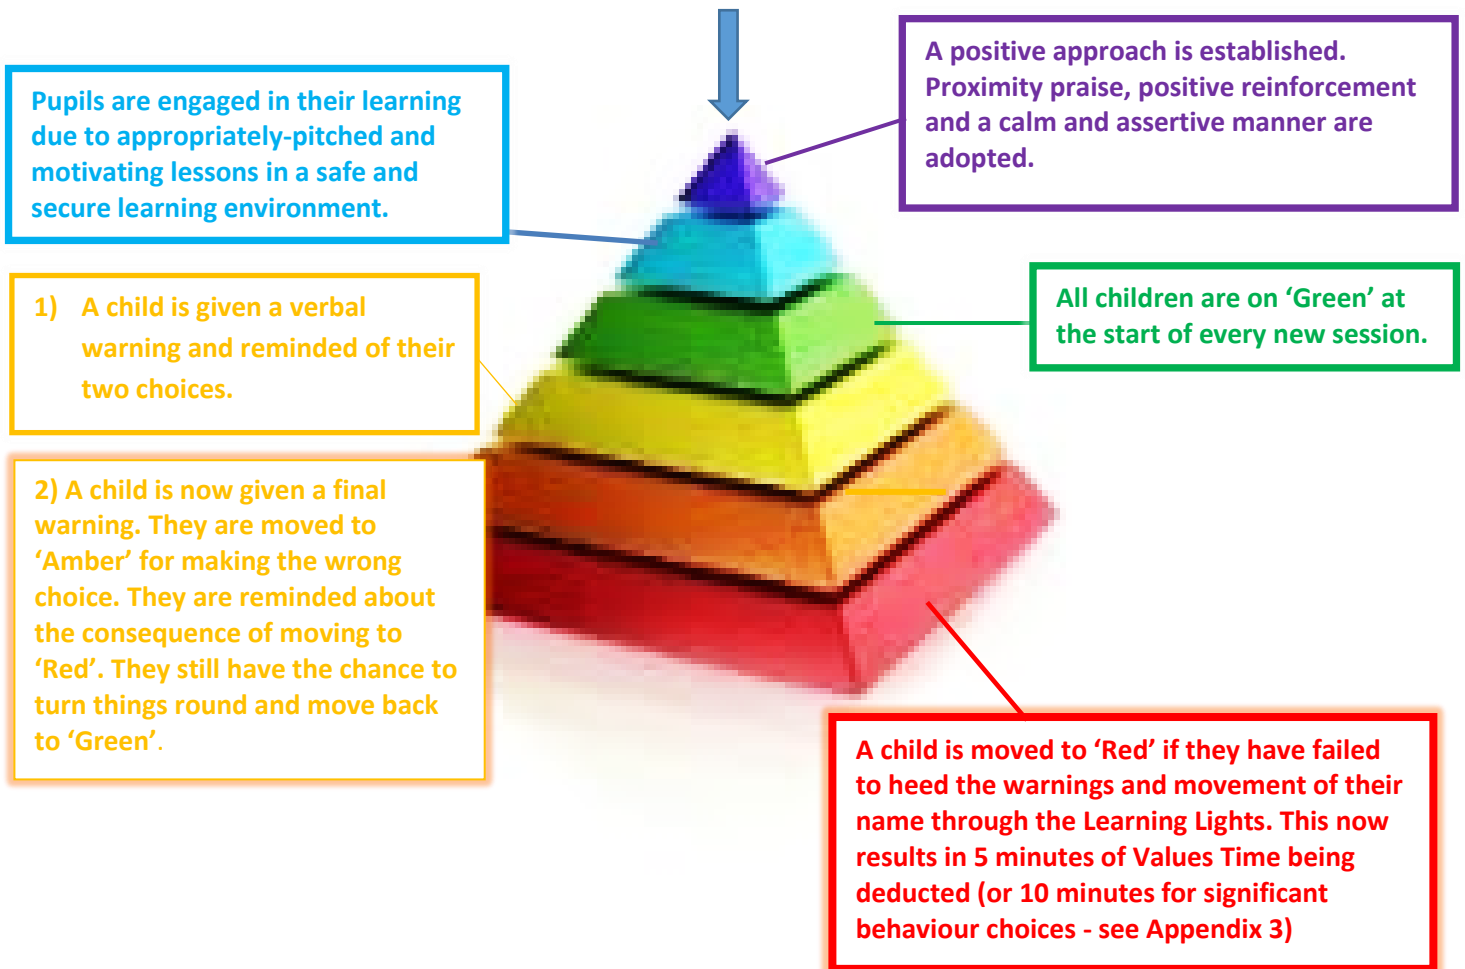 A positive approach is established.
Proximity praise, positive reinforcement
and a calm and assertive manner are
adopted.
Pupils are engaged in their learning
due to appropriately-pitched and
motivating lessons in a safe and
secure learning environment.
All children are on ‘Green’ at
the start of every new session.
1) A child is given a verbal
warning and reminded of their
two choices.
2) A child is now given a final
warning. They are moved to
‘Amber’ for making the wrong
choice. They are reminded about
the consequence of moving to
‘Red’. They still have the chance to
turn things round and move back
to ‘Green’.
A child is moved to ‘Red’ if they have failed
to heed the warnings and movement of their
name through the Learning Lights. This now
results in 5 minutes of Values Time being
deducted (or 10 minutes for significant
behaviour choices - see Appendix 3)